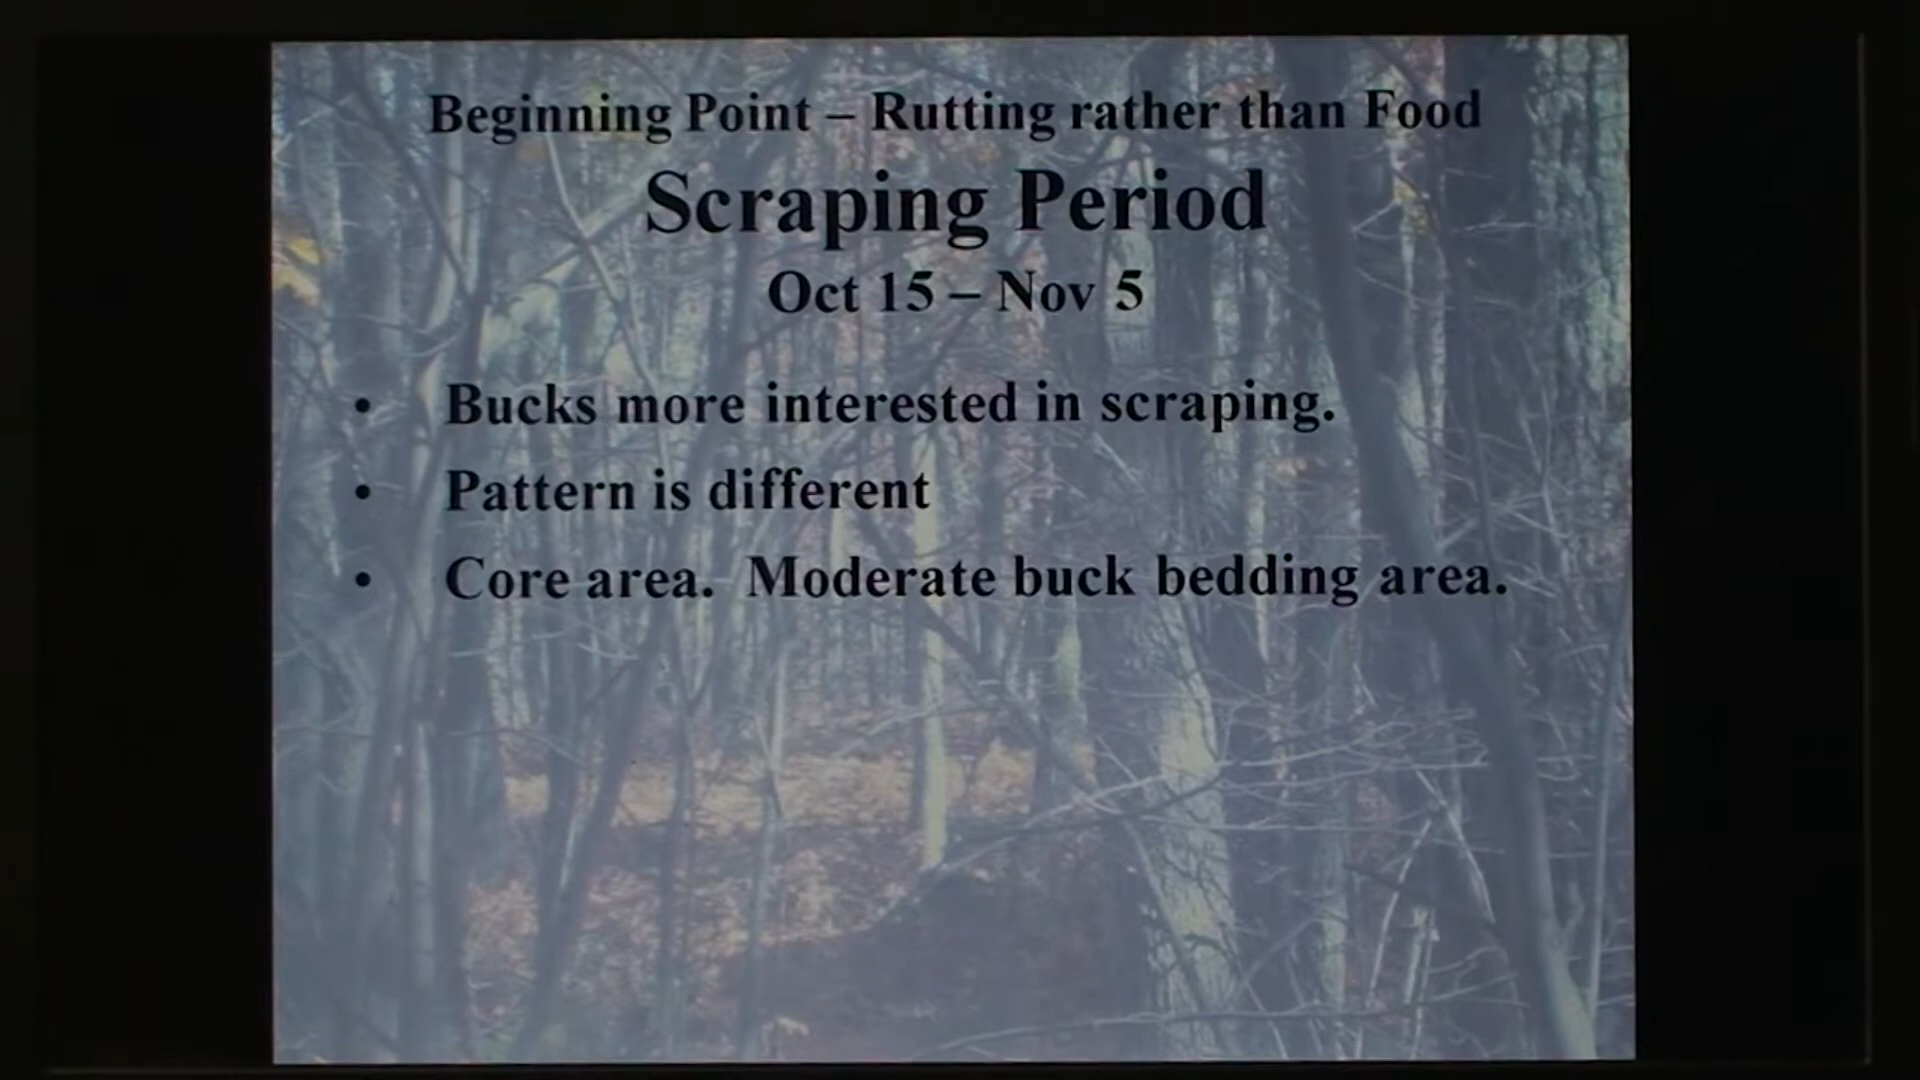 Beginning Point – Rutting rather than Food
Scraping Period
Oct 15 – Nov 5
• Bucks more interested in scraping.
• Pattern is different
• Core area.  Moderate buck bedding area.